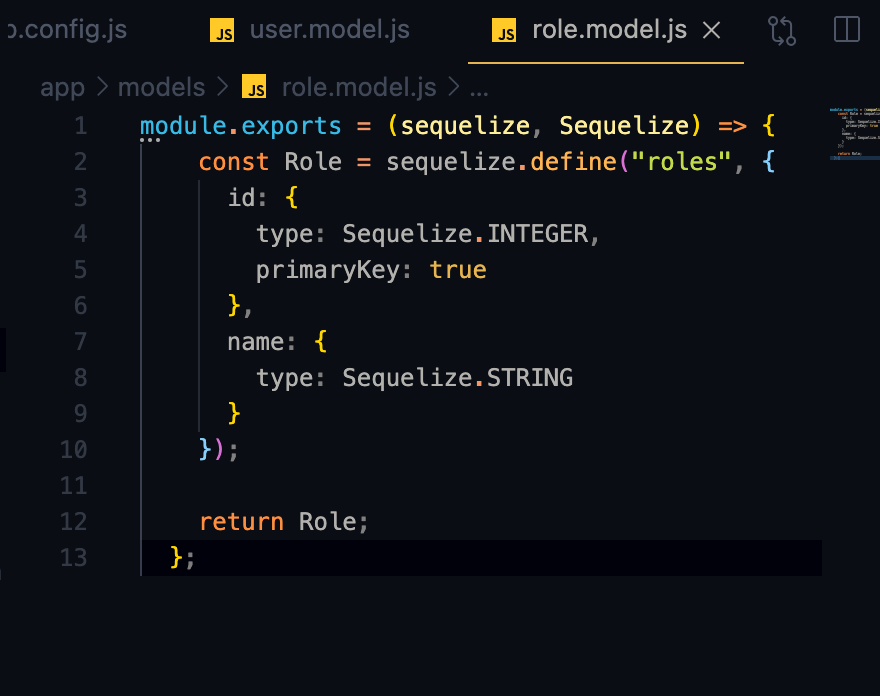 .config.js JS user.model.js JS role.model.js
app > models > JS role.model.js > ...
1 module.exports = (sequelize, Sequelize) => {
2 const Role = sequelize.define("roles", {
3 id: {
4 type: Sequelize.INTEGER,
5 primaryKey: true
6 },
7 name: {
8 type: Sequelize.STRING
9 }
10 });
11
12 return Role;
13 };